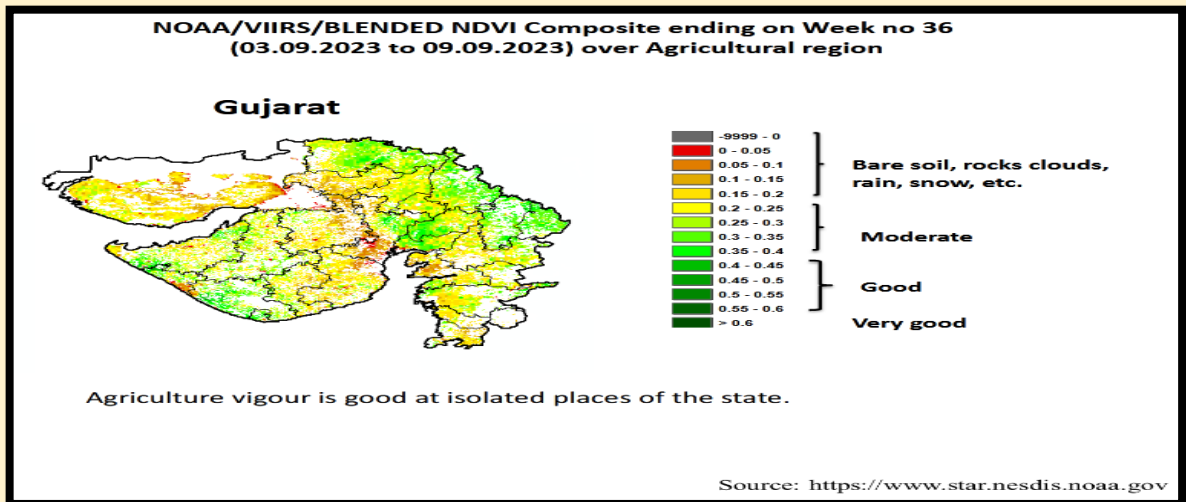 NOAA/VIIRS/BLENDED NDVI Composite ending on Week no 36
(03.09.2023 to 09.09.2023) over Agricultural region
Gujarat
-9999 - 0
0 - 0.05
0.05 - 0.1
0.1 - 0.15
0.15 - 0.2
0.2 - 0.25
0.25 - 0.3
0.3 - 0.35
0.35 - 0.4
0.4 - 0.45
0.45 - 0.5
0.5 - 0.55
0.55 - 0.6
> 0.6
Bare soil, rocks clouds,
rain, snow, etc.
Moderate
Good
Very good
Agriculture vigour is good at isolated places of the state.
Source: https://www.star.nesdis.noaa.gov